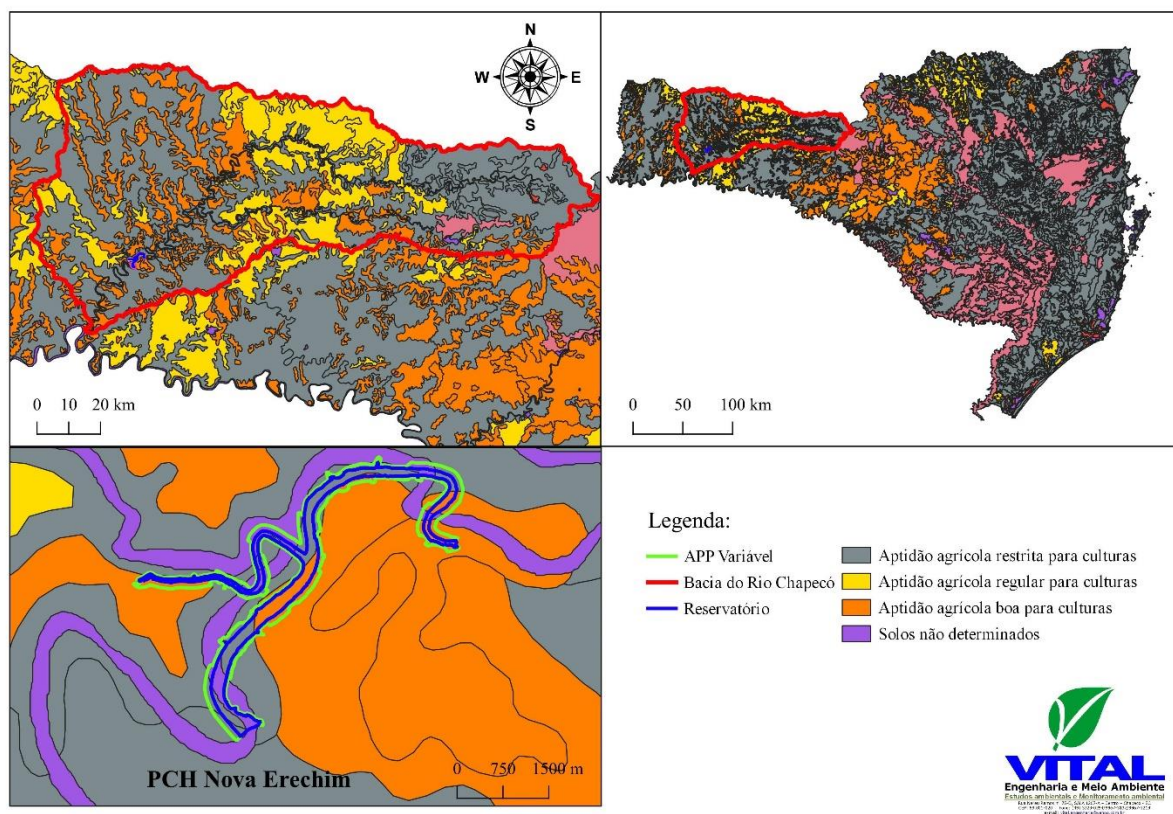 N
W E
S
0 10 20 km
0 50 100 km
PCH Nova Erechim
0 750 1500 m
Legenda:
APP Variável
Bacia do Rio Chapecó
Reservatório
Aptidão agrícola restrita para culturas
Aptidão agrícola regular para culturas
Aptidão agrícola boa para culturas
Solos não determinados
VITAL
Engenharia e Meio Ambiente
Estudos ambientais e Monitoramento ambiental